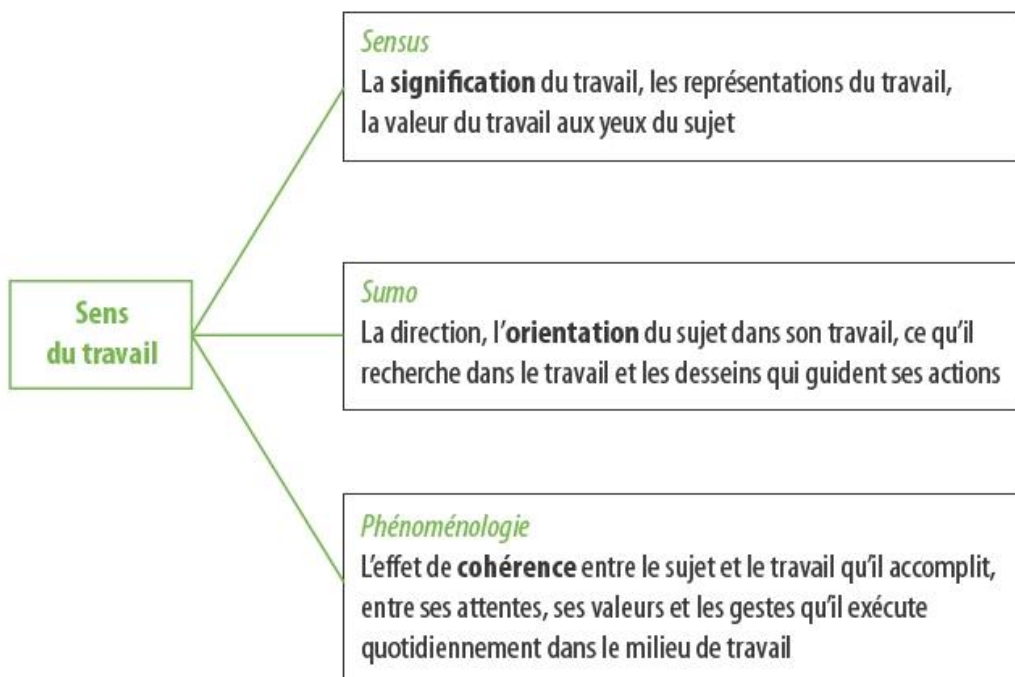 Sensus
La signification du travail, les représentations du travail,
la valeur du travail aux yeux du sujet
Sens
du travail
Sumo
La direction, l’orientation du sujet dans son travail, ce qu’il
recherche dans le travail et les desseins qui guident ses actions
Phénoménologie
L’effet de cohérence entre le sujet et le travail qu’il accomplit,
entre ses attentes, ses valeurs et les gestes qu’il exécute
quotidiennement dans le milieu de travail